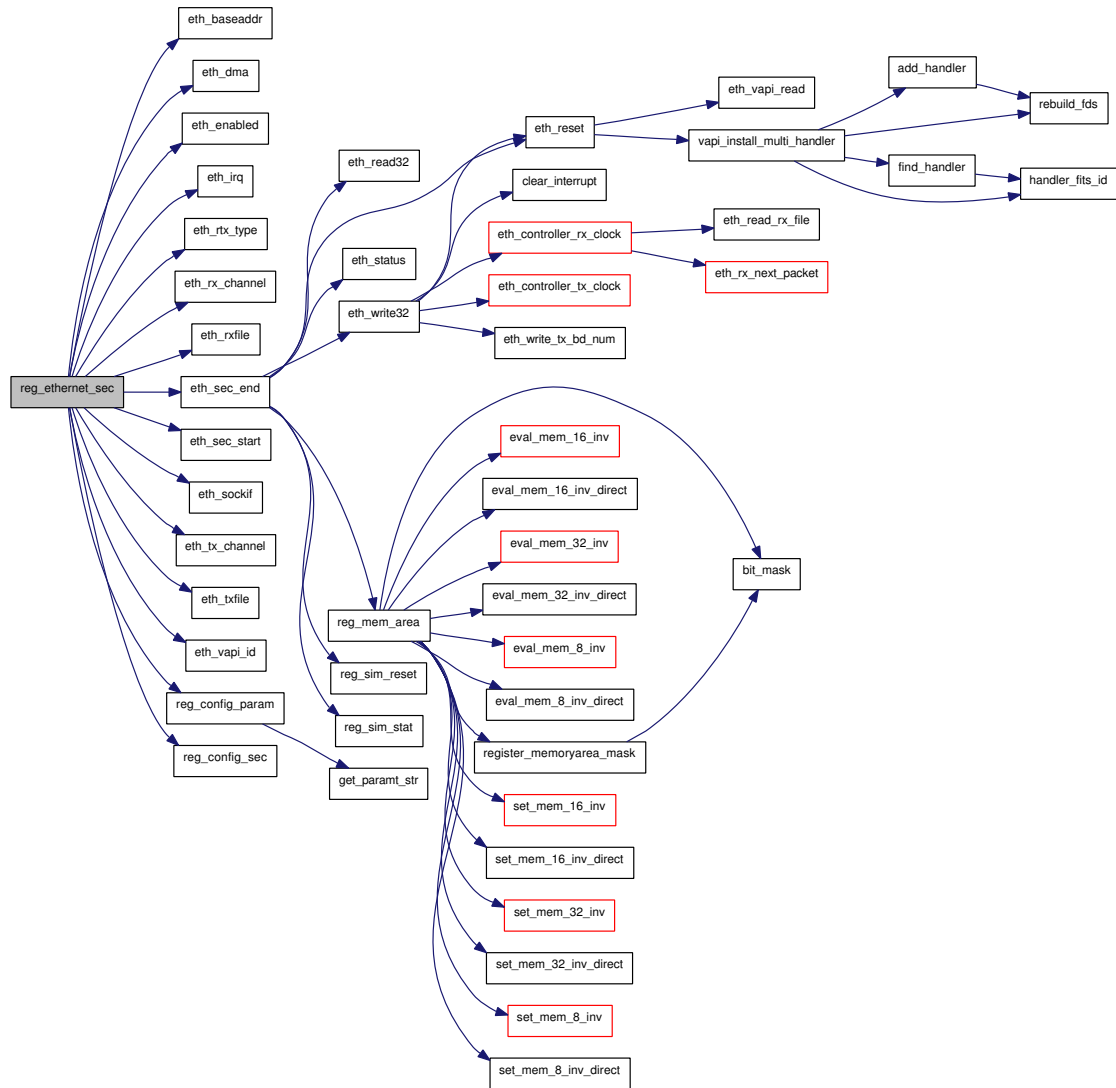 eth_baseaddr
eth_dma
eth_enabled
eth_irq
eth_rtx_type
eth_rx_channel
eth_rxfile
reg_ethernet_sec
eth_sec_end
eth_sec_start
eth_sockif
eth_tx_channel
eth_txfile
eth_vapi_id
reg_config_param
reg_config_sec
eth_read32
eth_status
eth_write32
reg_mem_area
reg_sim_reset
reg_sim_stat
get_paramt_str
eth_reset
clear_interrupt
eth_controller_rx_clock
eth_controller_tx_clock
eth_write_tx_bd_num
eval_mem_16_inv
eval_mem_16_inv_direct
eval_mem_32_inv
eval_mem_32_inv_direct
eval_mem_8_inv
eval_mem_8_inv_direct
register_memoryarea_mask
set_mem_16_inv
set_mem_16_inv_direct
set_mem_32_inv
set_mem_32_inv_direct
set_mem_8_inv
set_mem_8_inv_direct
eth_vapi_read
vapi_install_multi_handler
eth_read_rx_file
eth_rx_next_packet
bit_mask
add_handler
find_handler
rebuild_fds
handler_fits_id